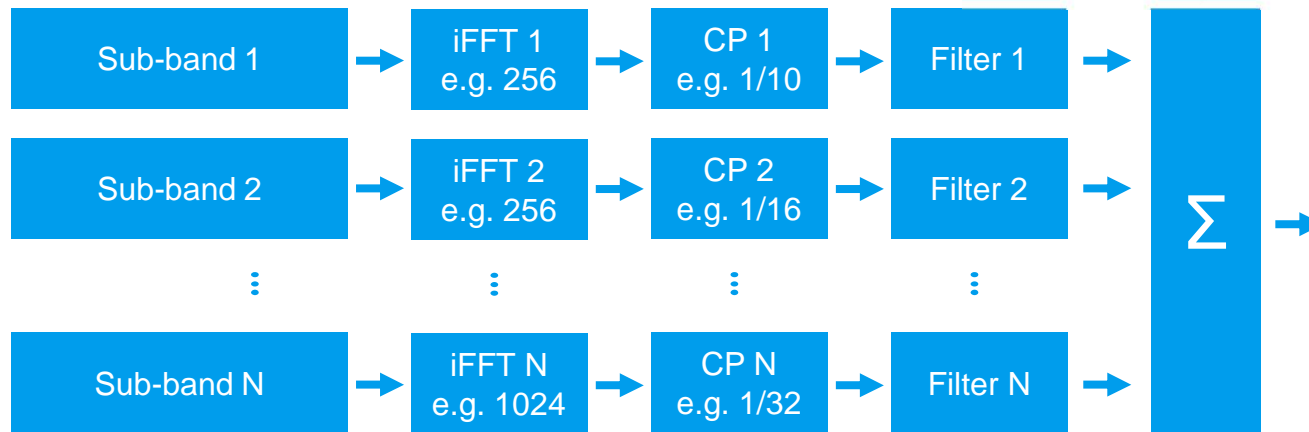 Sub-band 1
iFFT 1
e.g. 256
CP 1
e.g. 1/10
Filter 1
Sub-band 2
iFFT 2
e.g. 256
CP 2
e.g. 1/16
Filter 2
Σ
Sub-band N
iFFT N
e.g. 1024
CP N
e.g. 1/32
Filter N